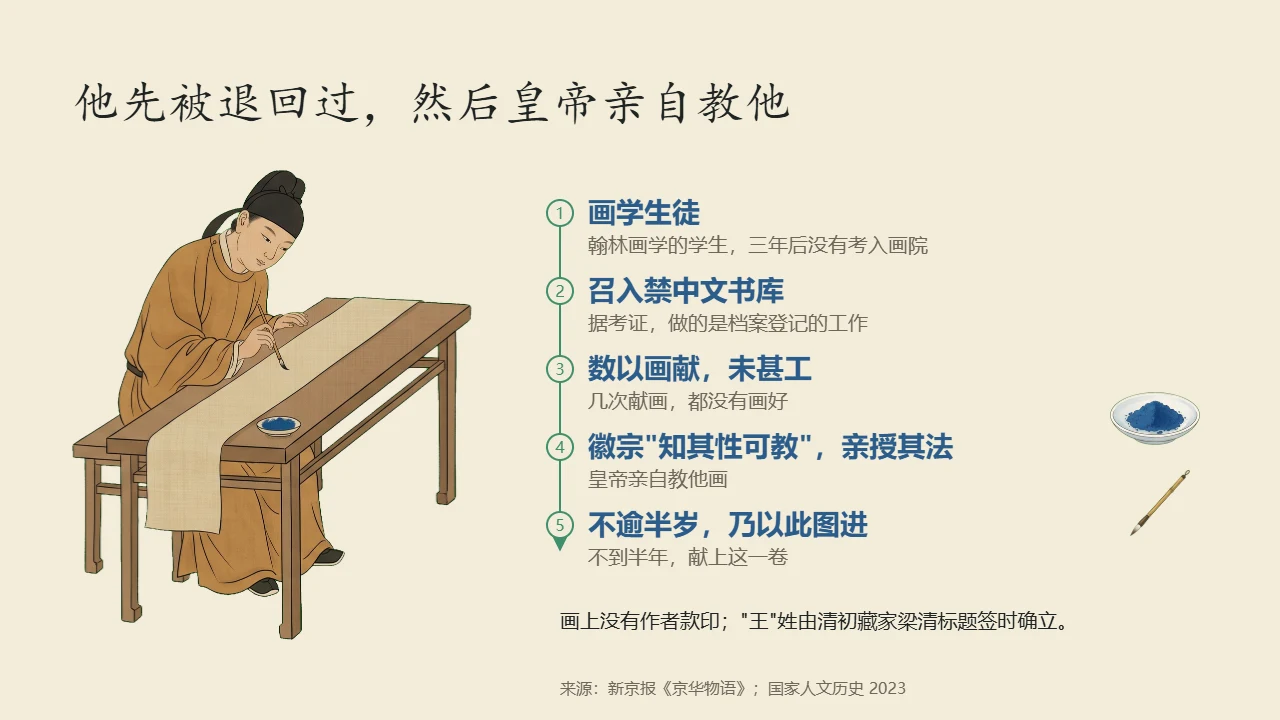 他先被退回过，然后皇帝亲自教他
1 画学生徒
翰林画学的学生，三年后没有考入画院
2 召入禁中文书库
据考证，做的是档案登记的工作
3 数以画献，未甚工
几次献画，都没有画好
4 徽宗"知其性可教"，亲授其法
皇帝亲自教他画
5 不逾半岁，乃以此图进
不到半年，献上这一卷
画上没有作者款印；"王"姓由清初藏家梁清标题签时确立。
来源：新京报《京华物语》；国家人文历史 2023